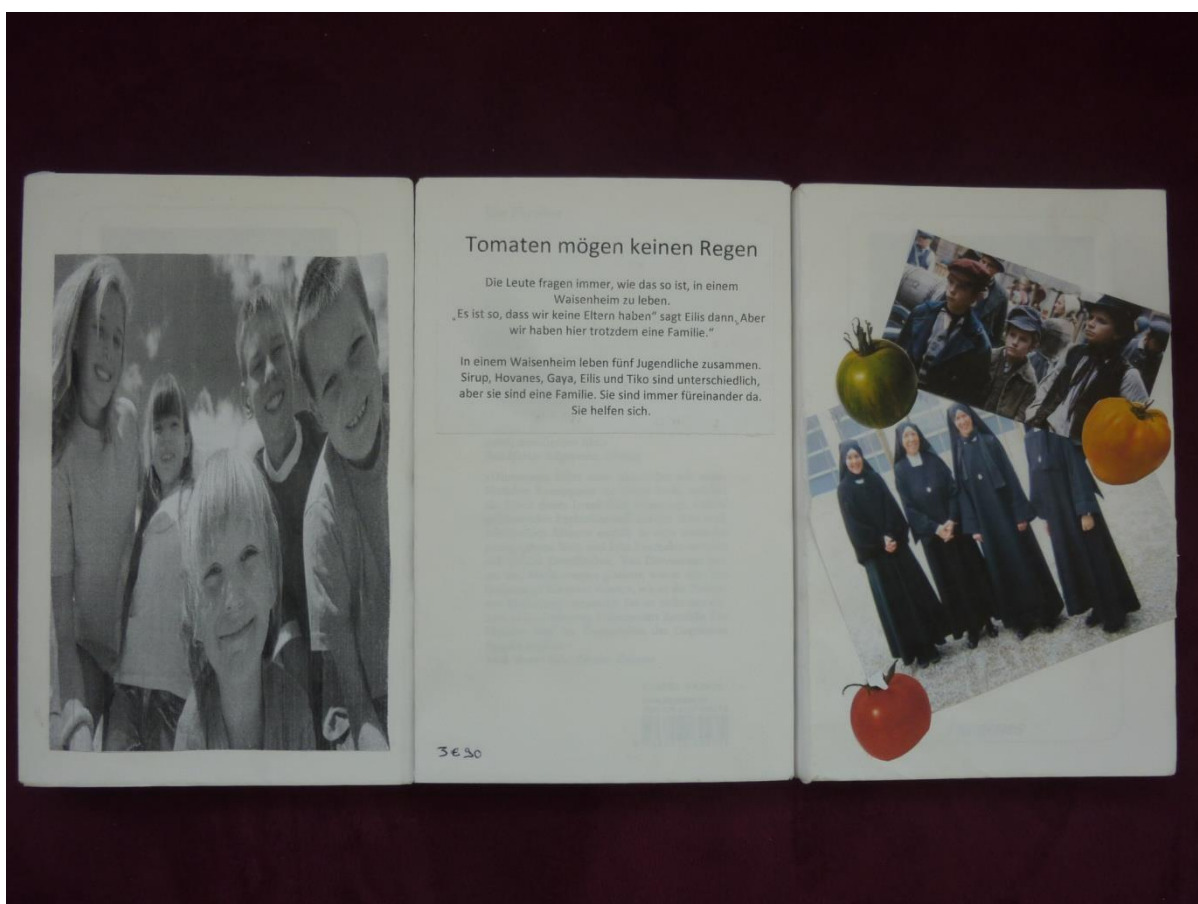 Tomaten mögen keinen Regen
Die Leute fragen immer, wie das so ist, in einem
Waisenheim zu leben.
„Es ist so, dass wir keine Eltern haben" sagt Eilis dann„Aber
wir haben hier trotzdem eine Familie."
In einem Waisenheim leben fünf Jugendliche zusammen.
Sirup, Hovanes, Gaya, Eilis und Tiko sind unterschiedlich,
aber sie sind eine Familie. Sie sind immer füreinander da.
Sie helfen sich.
3€90